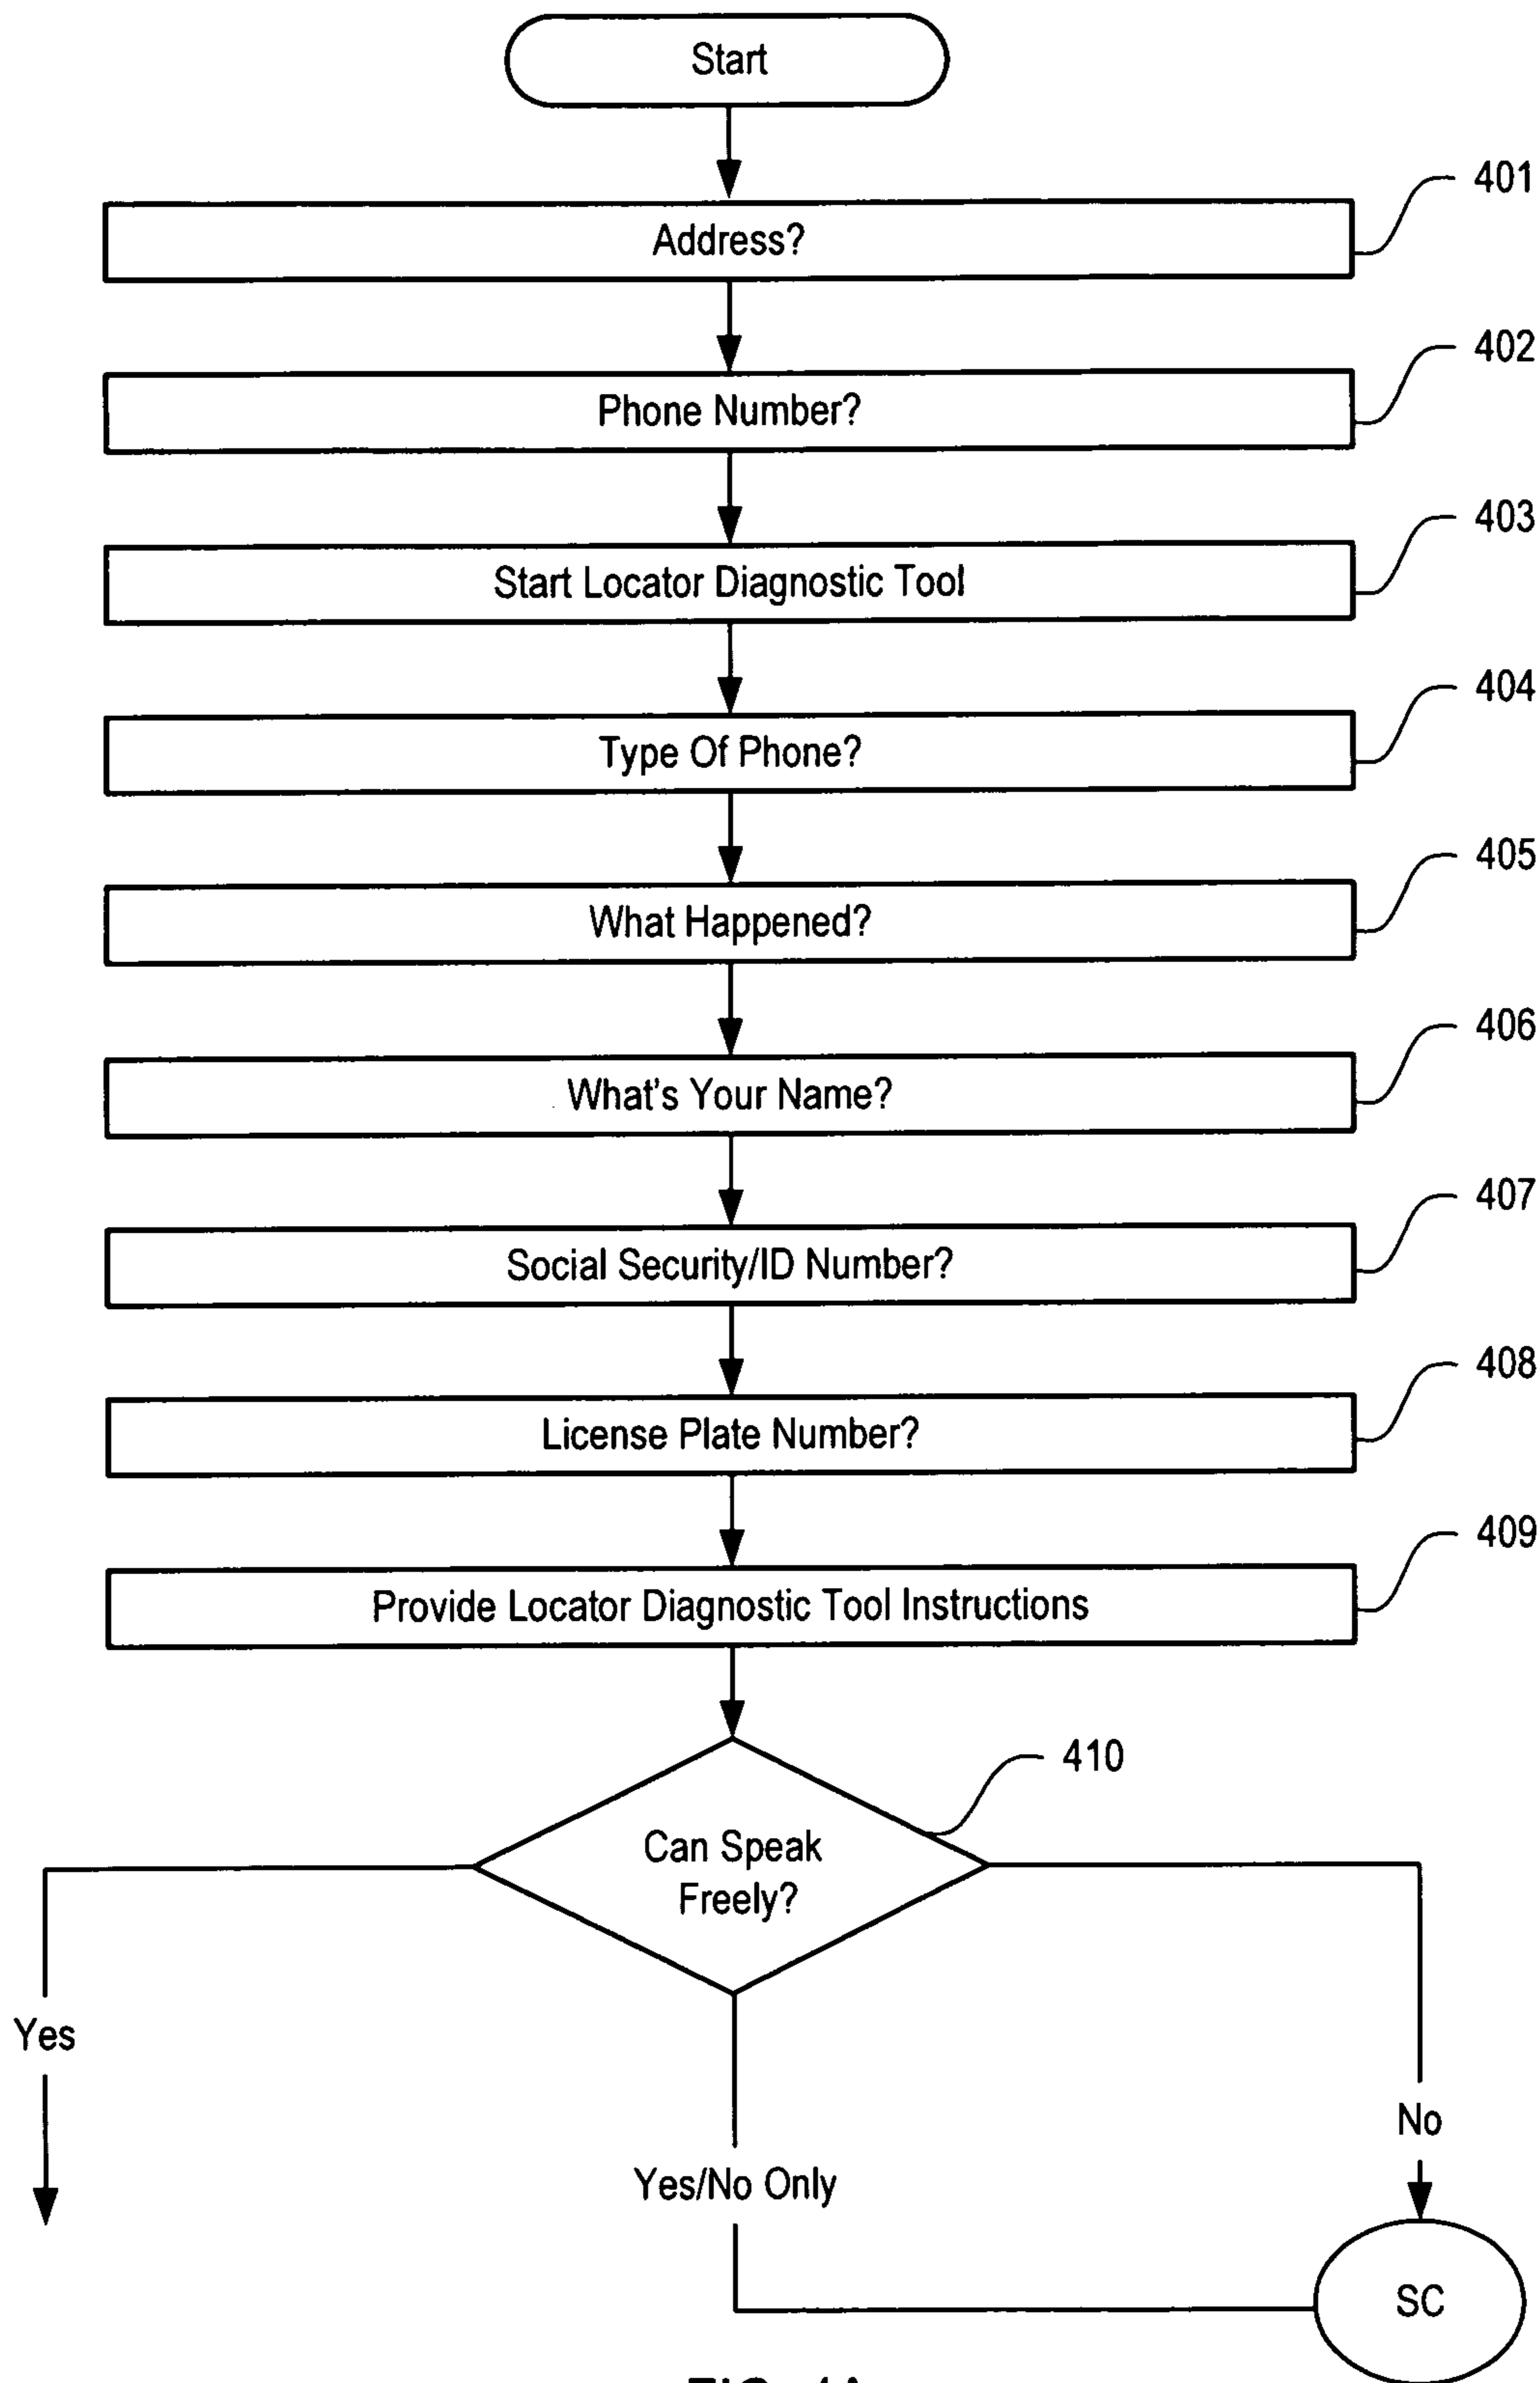 Start
401
Address?
402
Phone Number?
403
Start Locator Diagnostic Tool
404
Type Of Phone?
405
What Happened?
406
What's Your Name?
407
Social Security/ID Number?
408
License Plate Number?
409
Provide Locator Diagnostic Tool Instructions
410
Can Speak
Freely?
Yes
No
Yes/No Only
SC